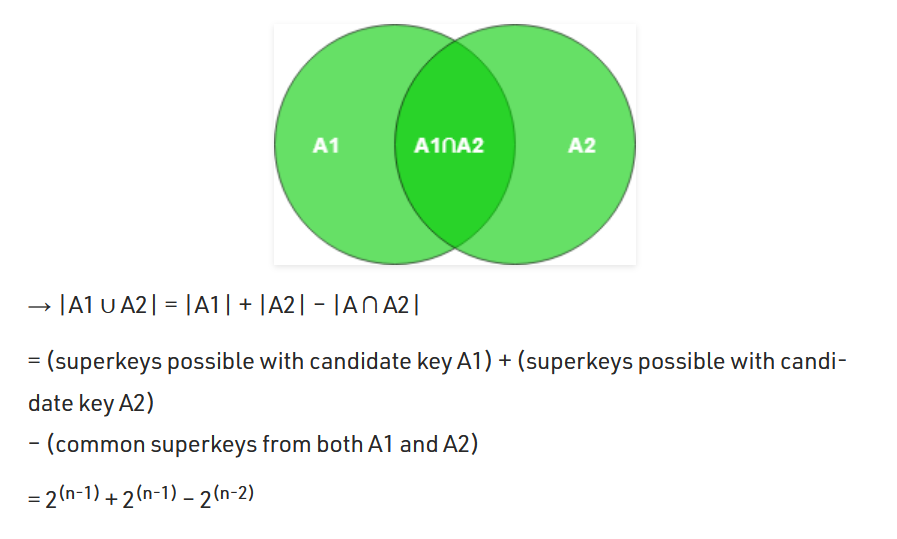 A1 A1∩A2 A2
→ |A1 ∪ A2| = |A1| + |A2| − |A ∩ A2|
= (superkeys possible with candidate key A1) + (superkeys possible with candi-
date key A2)
− (common superkeys from both A1 and A2)
= 2^(n-1) + 2^(n-1) − 2^(n-2)